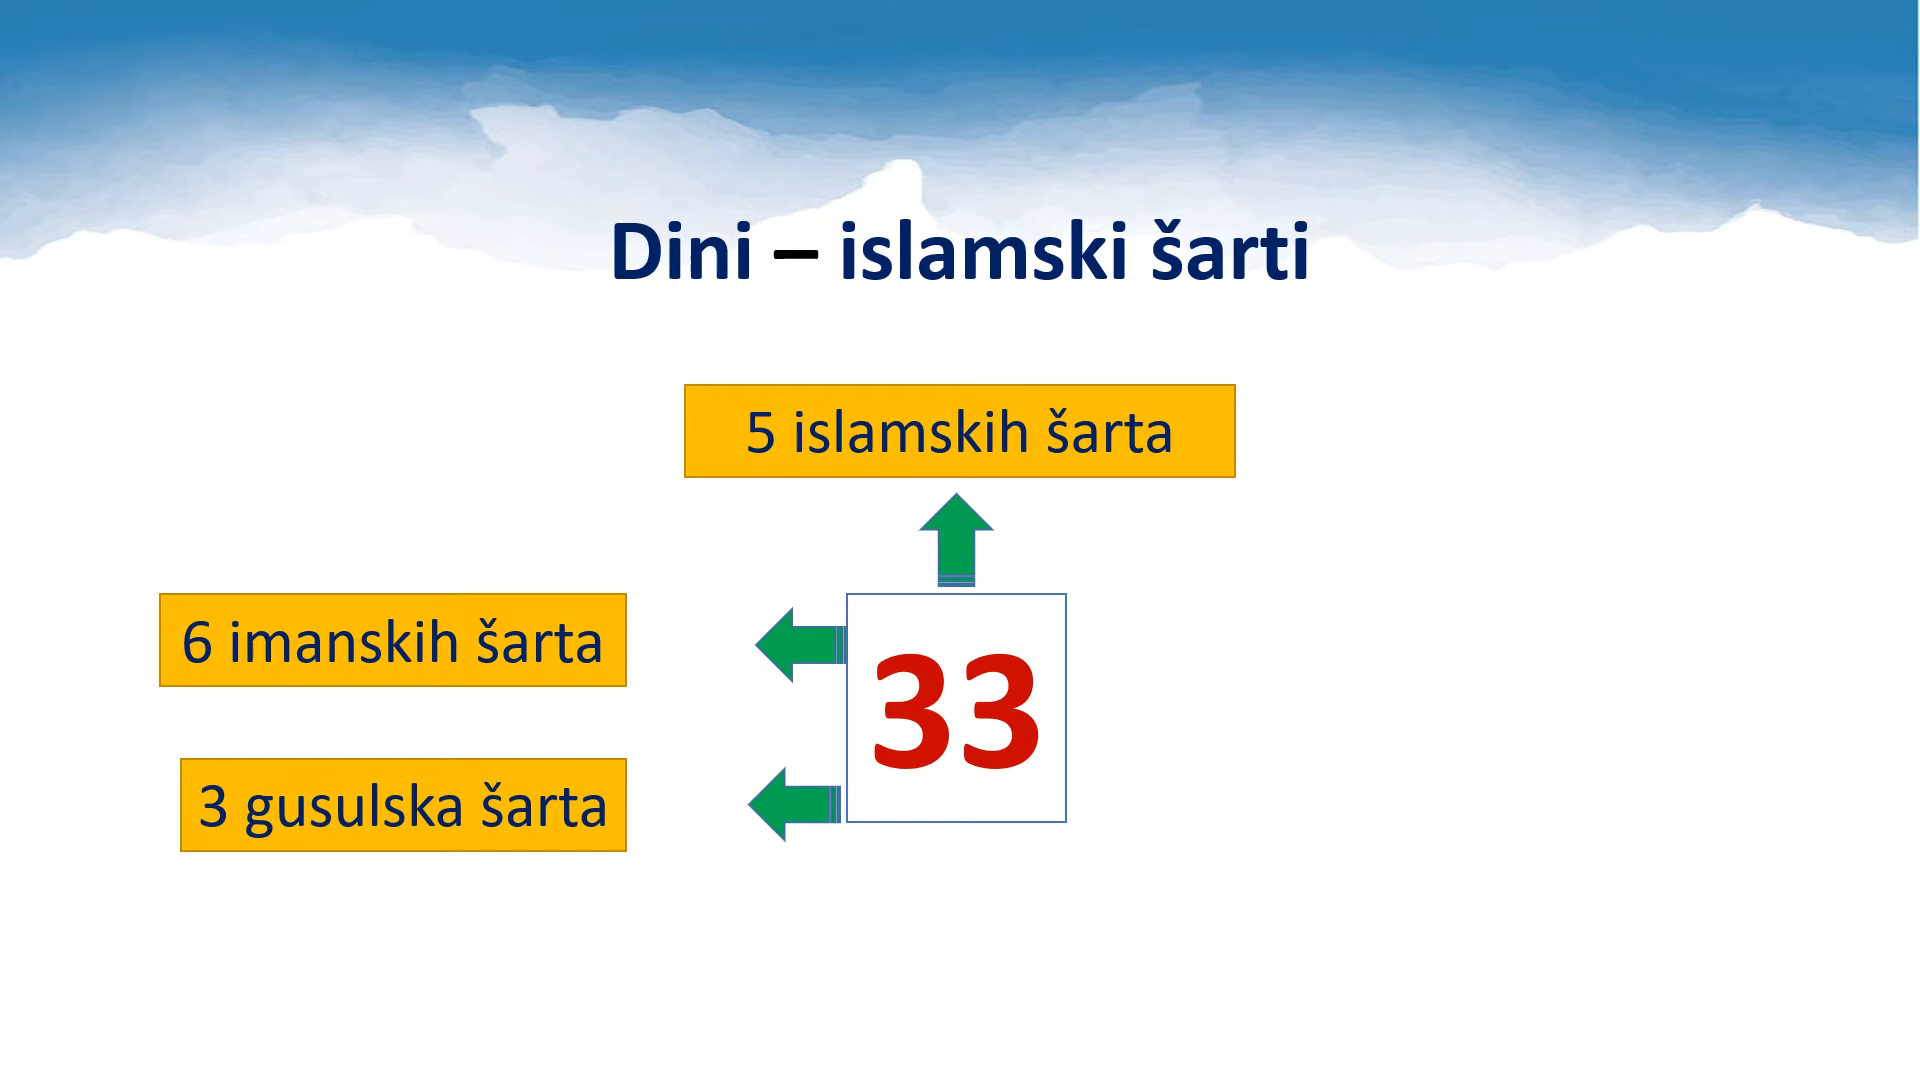 Dini – islamski šarti
5 islamskih šarta
6 imanskih šarta
33
3 gusulska šarta